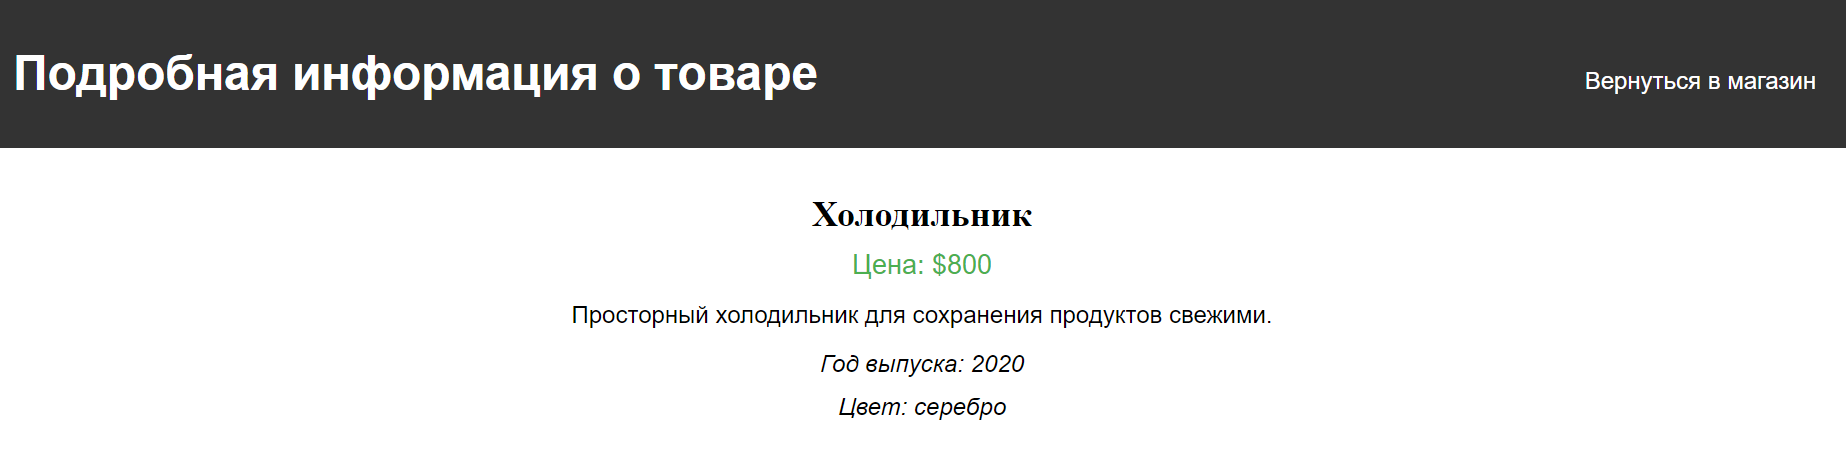 Подробная информация о товаре
Вернуться в магазин
Холодильник
Цена: $800
Просторный холодильник для сохранения продуктов свежими.
Год выпуска: 2020
Цвет: серебро